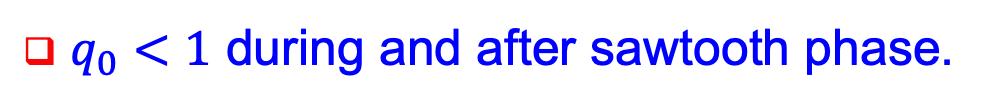 ❑ 𝑞₀ < 1 during and after sawtooth phase.